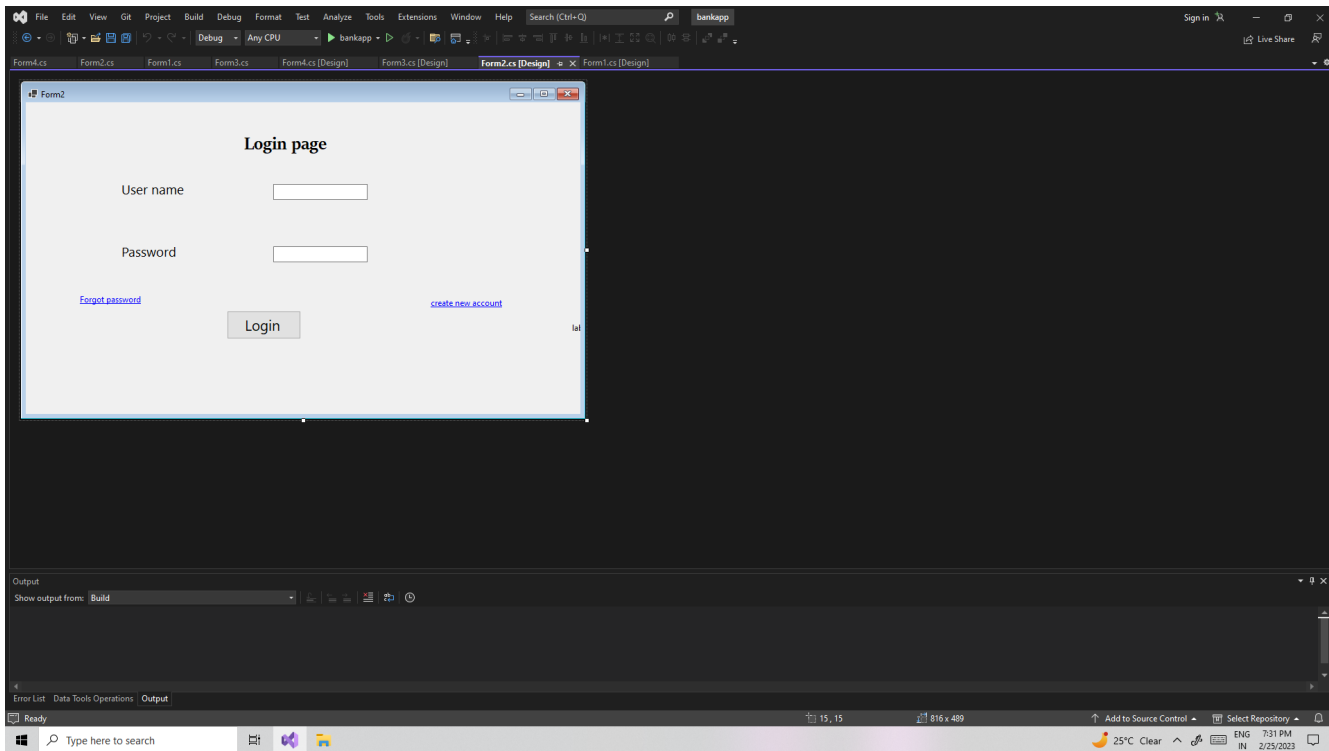 File Edit View Git Project Build Debug Format Test Analyze Tools Extensions Window Help Search (Ctrl+Q) bankapp Sign in
Debug Any CPU bankapp Live Share
Form4.cs Form2.cs Form1.cs Form3.cs Form4.cs [Design] Form3.cs [Design] Form2.cs [Design] Form1.cs [Design]
Form2
Login page
User name
Password
Forgot password
create new account
Login
lal
Output
Show output from: Build
Error List Data Tools Operations Output
Ready 15, 15 816 x 489 Add to Source Control Select Repository
Type here to search 25°C Clear ENG 7:31 PM
IN 2/25/2023